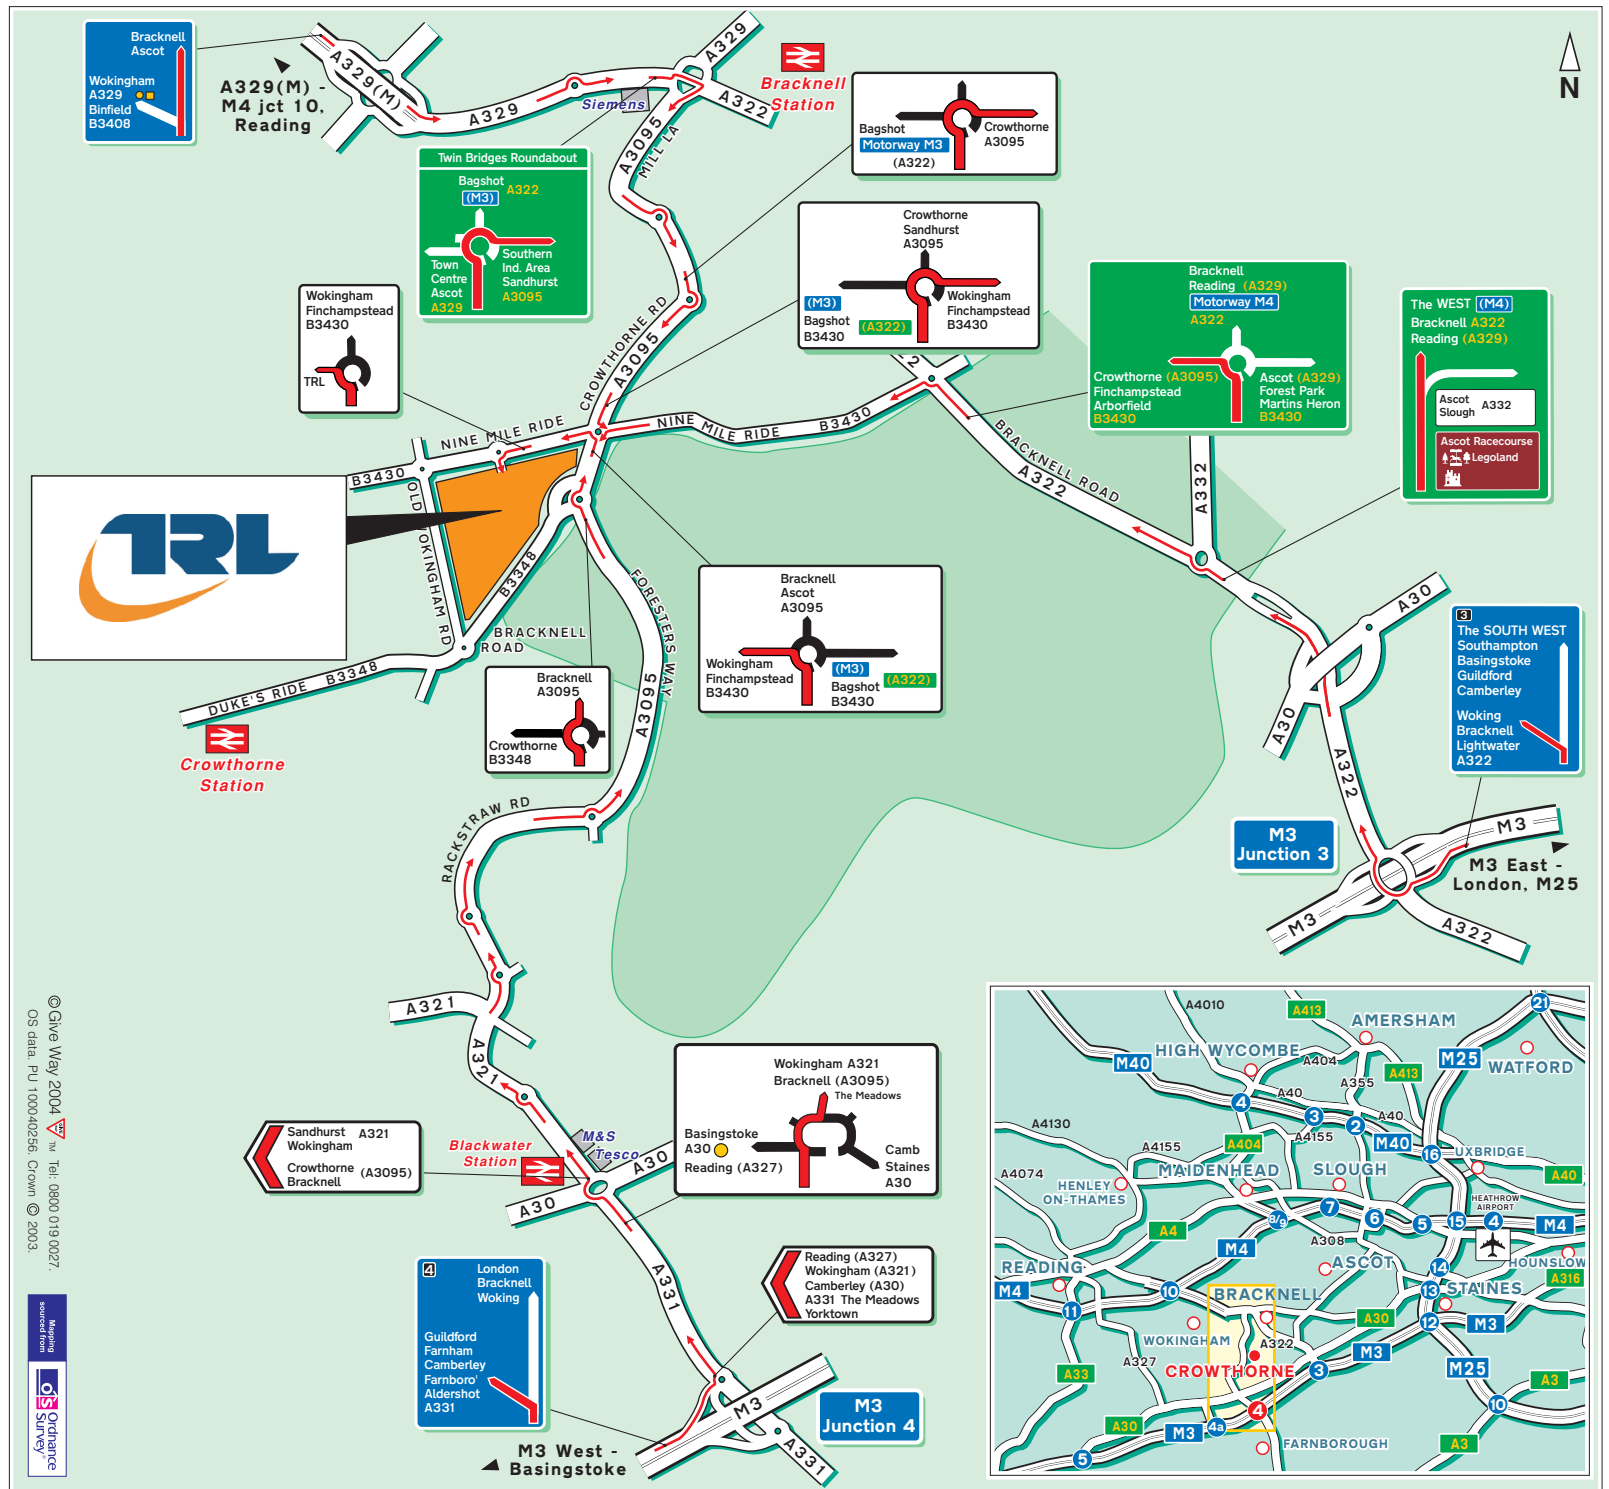 Bracknell
Ascot
Wokingham
A329
Binfield
B3408
A329(M)
A329(M) -
M4 jct 10,
Reading
A329
Siemens
A329
A322
Bracknell
Station
N
A3095
MILL LA
Twin Bridges Roundabout
Bagshot
(M3)
A322
Town
Centre
Ascot
A329
Southern
Ind. Area
Sandhurst
A3095
Bagshot
Motorway M3
(A322)
Crowthorne
A3095
Crowthorne
Sandhurst
A3095
(M3)
Bagshot
B3430
(A322)
Wokingham
Finchampstead
B3430
Wokingham
Finchampstead
B3430
TRL
CROWTHORNE RD
A3095
Bracknell
Reading (A329)
Motorway M4
A322
Crowthorne (A3095)
Finchampstead
Arborfield
B3430
Ascot (A329)
Forest Park
Martins Heron
B3430
The WEST (M4)
Bracknell A322
Reading (A329)
Ascot
Slough
A332
Ascot Racecourse
Legoland
NINE MILE RIDE
NINE MILE RIDE
B3430
B3430
BRACKNELL ROAD
A322
A332
TRL
OLD WOKINGHAM RD
B3348
BRACKNELL
ROAD
DUKE'S RIDE B3348
Crowthorne
Station
FORESTERS WAY
A3095
Bracknell
Ascot
A3095
Wokingham
Finchampstead
B3430
(M3)
Bagshot
B3430
(A322)
Bracknell
A3095
Crowthorne
B3348
A30
A30
A322
3
The SOUTH WEST
Southampton
Basingstoke
Guildford
Camberley
Woking
Bracknell
Lightwater
A322
M3
Junction 3
M3
M3 East -
London, M25
M3
A322
RACKSTRAW RD
A321
A321
Sandhurst
Wokingham
A321
Crowthorne
Bracknell
(A3095)
Blackwater
Station
M&S
Tesco
A30
A30
Wokingham A321
Bracknell (A3095)
The Meadows
Basingstoke
A30
Reading (A327)
Camb
Staines
A30
A331
Reading (A327)
Wokingham (A321)
Camberley (A30)
A331 The Meadows
Yorktown
4
London
Bracknell
Woking
Guildford
Farnham
Camberley
Farnboro'
Aldershot
A331
M3 West -
Basingstoke
M3
M3
Junction 4
A331
©Give Way 2004 TM Tel: 0800 019 0027.
OS data. PU 100040256. Crown © 2003.
Mapping
sourced from
OS
Ordnance
Survey
A4010
A413
AMERSHAM
21
HIGH WYCOMBE
M40
A404
M25
WATFORD
A413
A355
4
A40
3
2
A40
A4130
A4155
A404
A4155
M40
16
UXBRIDGE
A4074
MAIDENHEAD
SLOUGH
A40
HENLEY
ON-THAMES
HEATHROW
AIRPORT
8/9
7
6
5
15
4
M4
A4
A308
M4
READING
ASCOT
14
HOUNSLOW
A316
M4
11
10
BRACKNELL
13
STAINES
A30
12
M3
WOKINGHAM
A322
M3
A327
CROWTHORNE
3
M25
A33
A3
4
10
A30
M3
4a
5
FARNBOROUGH
A3